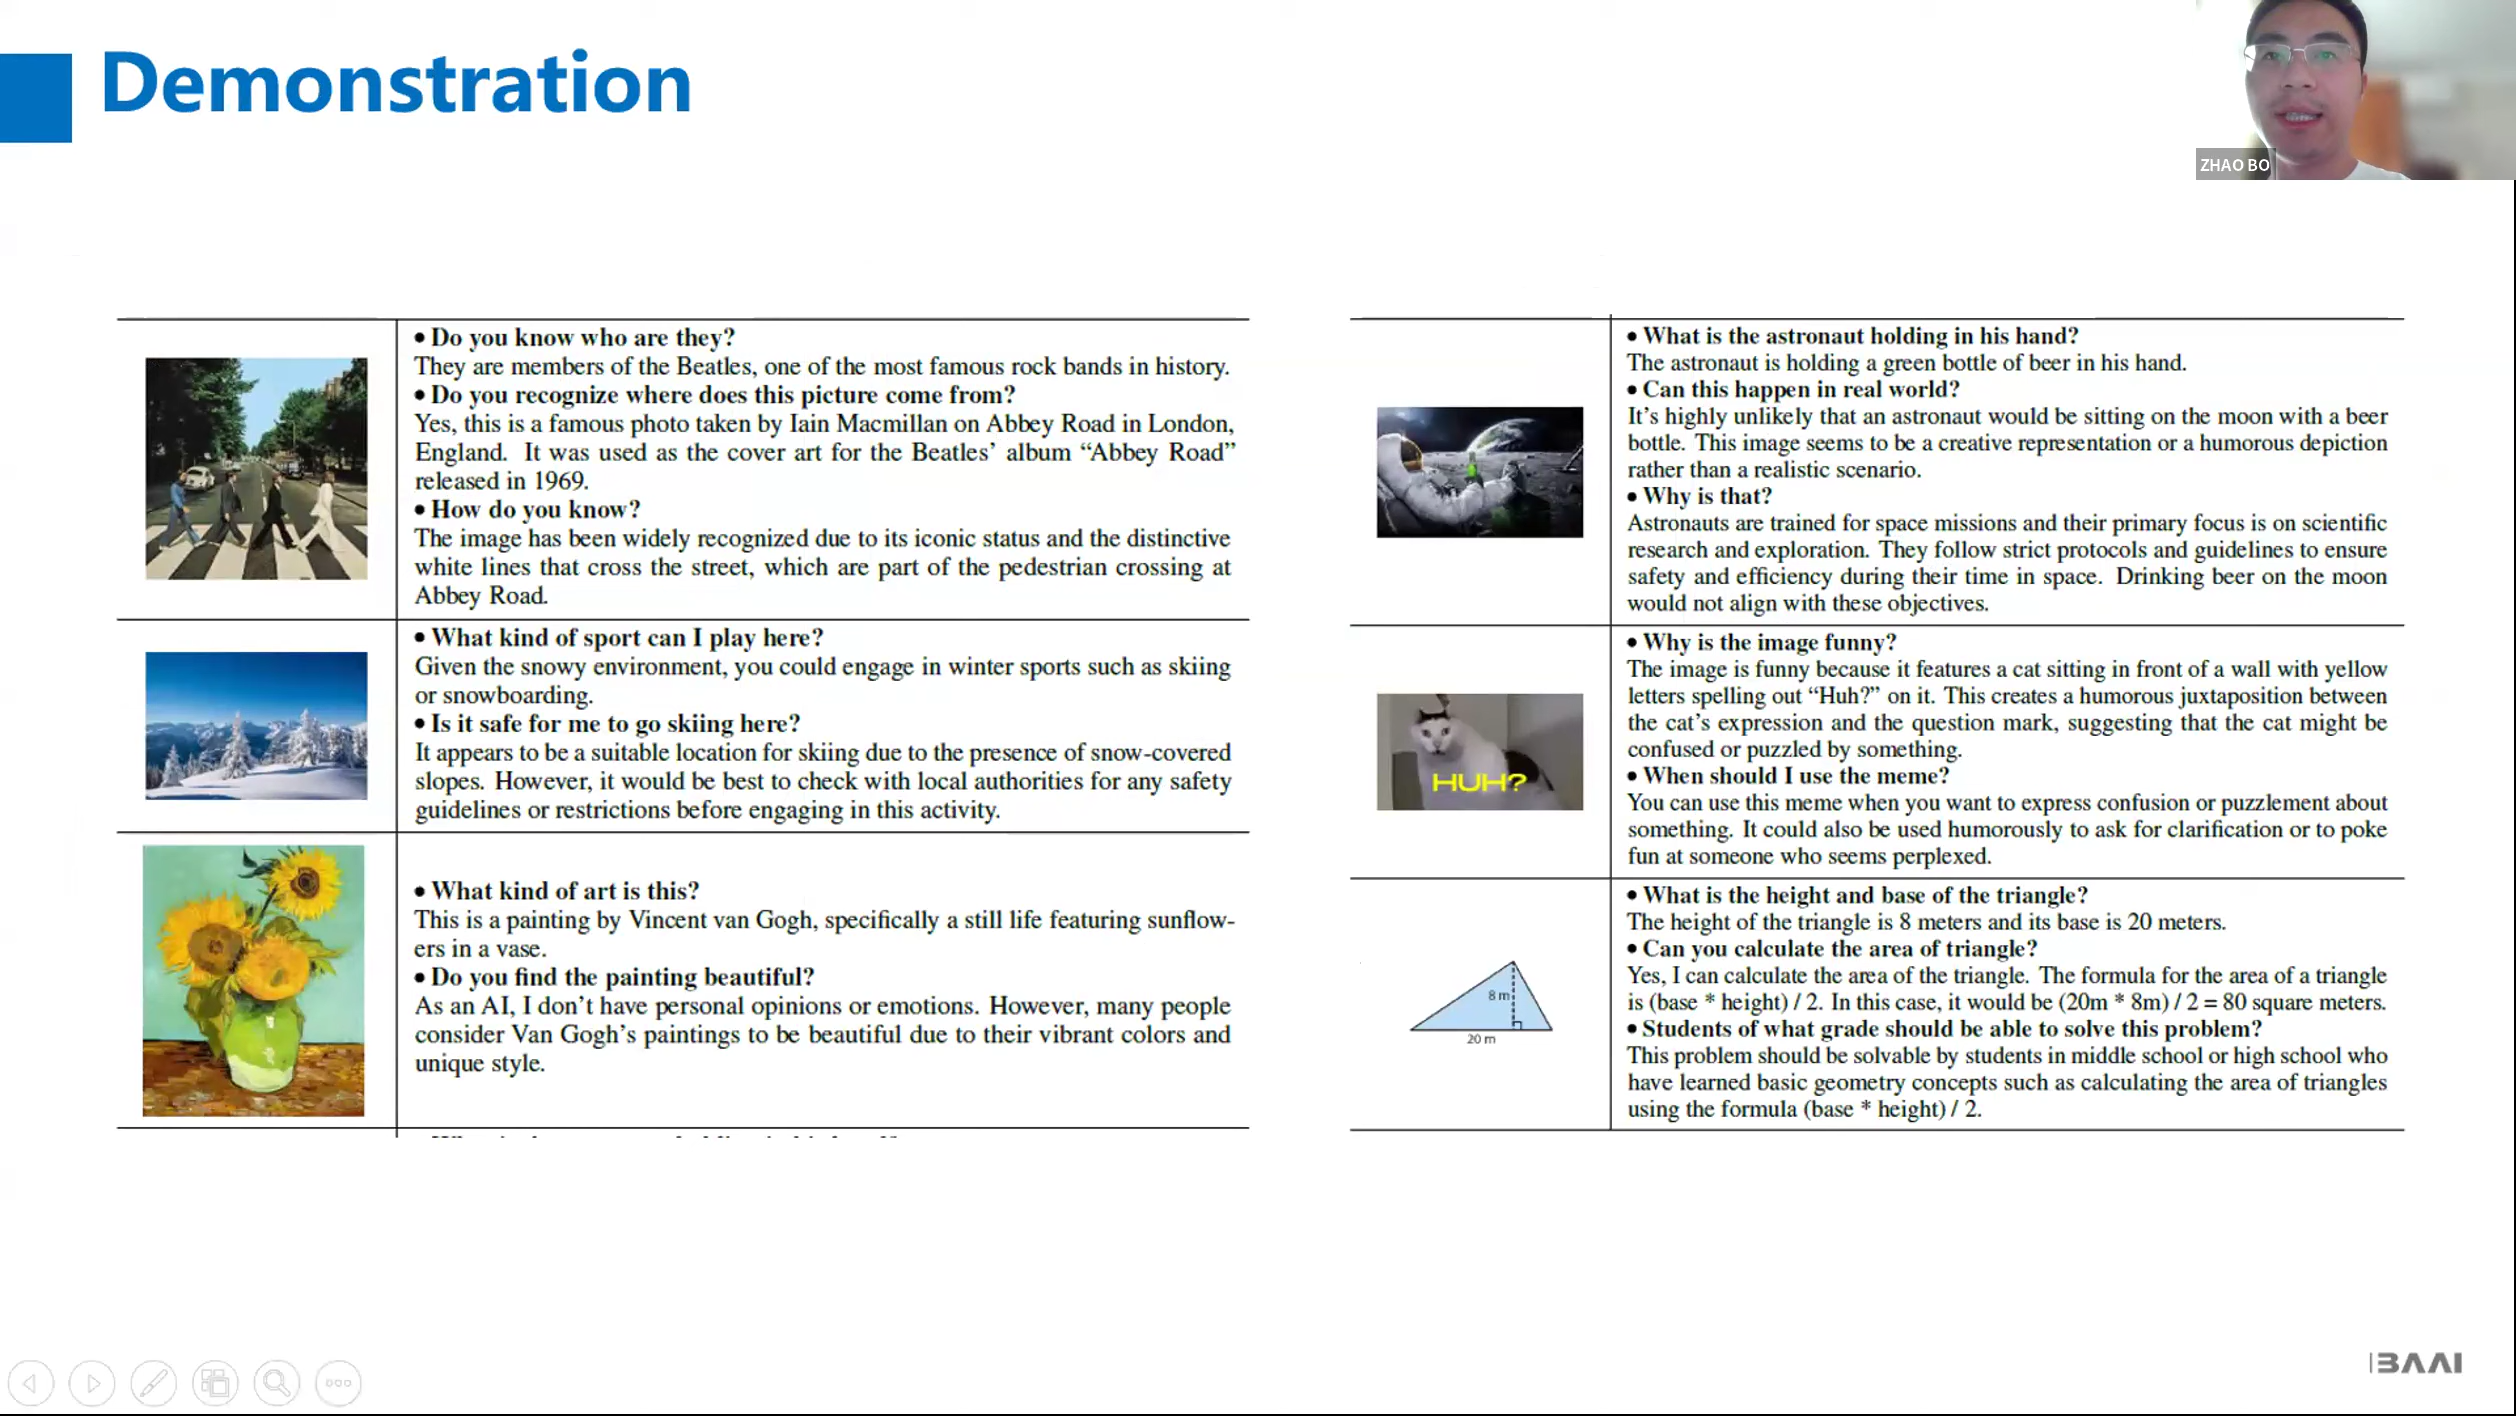 Demonstration
ZHAO BO
• Do you know who are they?
They are members of the Beatles, one of the most famous rock bands in history.
• Do you recognize where does this picture come from?
Yes, this is a famous photo taken by Iain Macmillan on Abbey Road in London,
England. It was used as the cover art for the Beatles’ album “Abbey Road”
released in 1969.
• How do you know?
The image has been widely recognized due to its iconic status and the distinctive
white lines that cross the street, which are part of the pedestrian crossing at
Abbey Road.
• What kind of sport can I play here?
Given the snowy environment, you could engage in winter sports such as skiing
or snowboarding.
• Is it safe for me to go skiing here?
It appears to be a suitable location for skiing due to the presence of snow-covered
slopes. However, it would be best to check with local authorities for any safety
guidelines or restrictions before engaging in this activity.
• What kind of art is this?
This is a painting by Vincent van Gogh, specifically a still life featuring sunflow-
ers in a vase.
• Do you find the painting beautiful?
As an AI, I don’t have personal opinions or emotions. However, many people
consider Van Gogh’s paintings to be beautiful due to their vibrant colors and
unique style.
• What is the astronaut holding in his hand?
The astronaut is holding a green bottle of beer in his hand.
• Can this happen in real world?
It’s highly unlikely that an astronaut would be sitting on the moon with a beer
bottle. This image seems to be a creative representation or a humorous depiction
rather than a realistic scenario.
• Why is that?
Astronauts are trained for space missions and their primary focus is on scientific
research and exploration. They follow strict protocols and guidelines to ensure
safety and efficiency during their time in space. Drinking beer on the moon
would not align with these objectives.
HUH?
• Why is the image funny?
The image is funny because it features a cat sitting in front of a wall with yellow
letters spelling out “Huh?” on it. This creates a humorous juxtaposition between
the cat’s expression and the question mark, suggesting that the cat might be
confused or puzzled by something.
• When should I use the meme?
You can use this meme when you want to express confusion or puzzlement about
something. It could also be used humorously to ask for clarification or to poke
fun at someone who seems perplexed.
8 m
20 m
• What is the height and base of the triangle?
The height of the triangle is 8 meters and its base is 20 meters.
• Can you calculate the area of triangle?
Yes, I can calculate the area of the triangle. The formula for the area of a triangle
is (base * height) / 2. In this case, it would be (20m * 8m) / 2 = 80 square meters.
• Students of what grade should be able to solve this problem?
This problem should be solvable by students in middle school or high school who
have learned basic geometry concepts such as calculating the area of triangles
using the formula (base * height) / 2.
BAAI